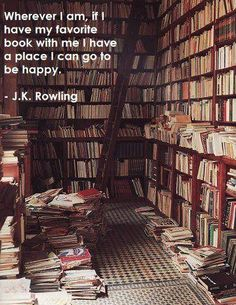 Wherever I am, if I
have my favorite
book with me I have
a place I can go to
be happy.
- J.K. Rowling